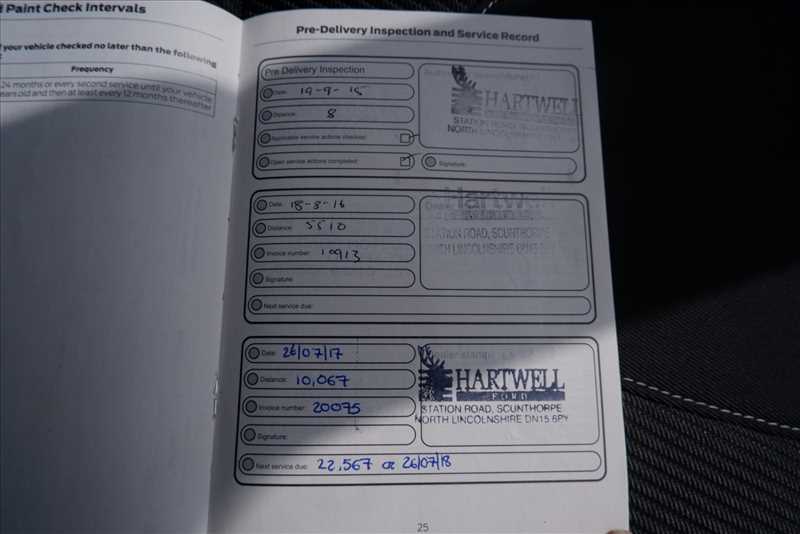 Paint Check Intervals
your vehicle checked no later than the following
Frequency
24 months or every second service until your vehicle
ears old and then at least every 12 months thereafter
Pre-Delivery Inspection and Service Record
Pre Delivery Inspection
Date: 19-9-15
Distance: 8
Applicable service actions checked:
Open service actions completed:
HARTWELL
STATION ROAD, SCUNTHORPE
NORTH LINCOLNSHIRE
Signature:
Date: 18-8-16
Distance: 5510
Invoice number: 10913
Signature:
Next service due:
Hartwell
STATION ROAD, SCUNTHORPE
NORTH LINCOLNSHIRE DN15 6PY
Date: 26/07/17
Distance: 10,067
Invoice number: 20075
Signature:
Next service due: 22,567 or 26/07/18
HARTWELL
FORD
STATION ROAD, SCUNTHORPE
NORTH LINCOLNSHIRE DN15 6PY
25